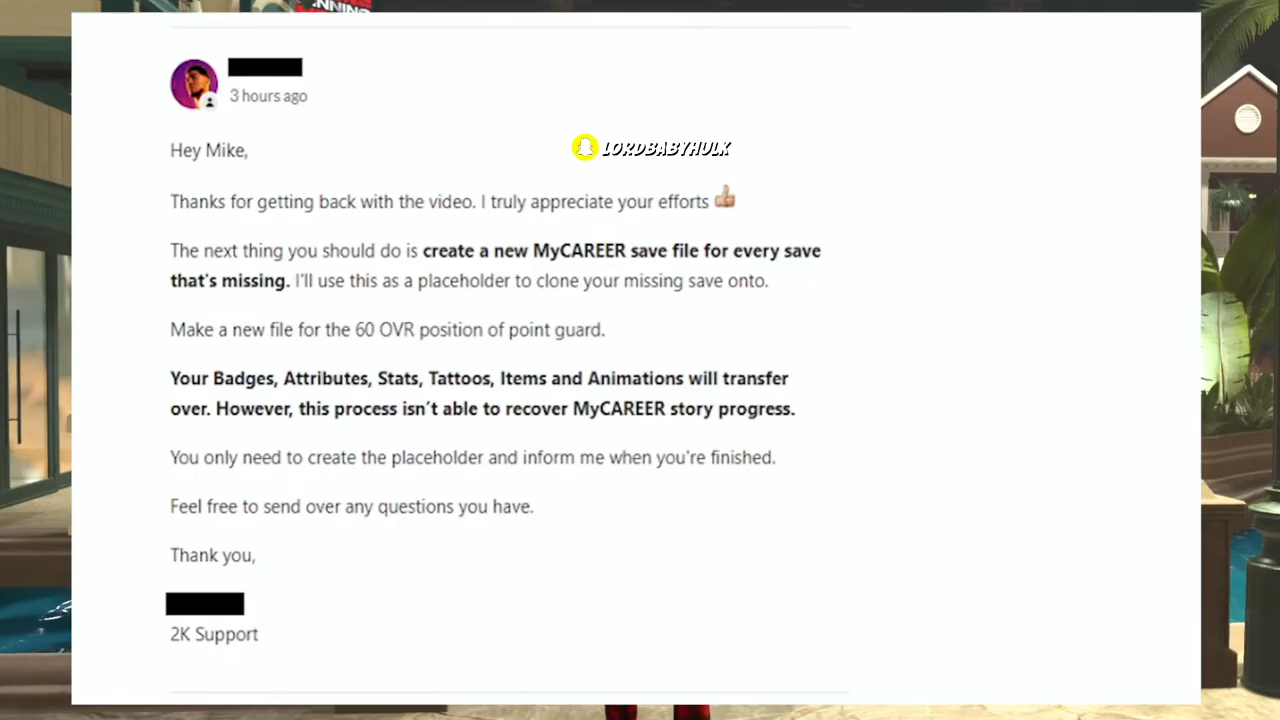 NNING
3 hours ago
Hey Mike,
LORDBABYHULK
Thanks for getting back with the video. I truly appreciate your efforts 👍🏼
The next thing you should do is create a new MyCAREER save file for every save
that's missing. I'll use this as a placeholder to clone your missing save onto.
Make a new file for the 60 OVR position of point guard.
Your Badges, Attributes, Stats, Tattoos, Items and Animations will transfer
over. However, this process isn't able to recover MyCAREER story progress.
You only need to create the placeholder and inform me when you're finished.
Feel free to send over any questions you have.
Thank you,
2K Support